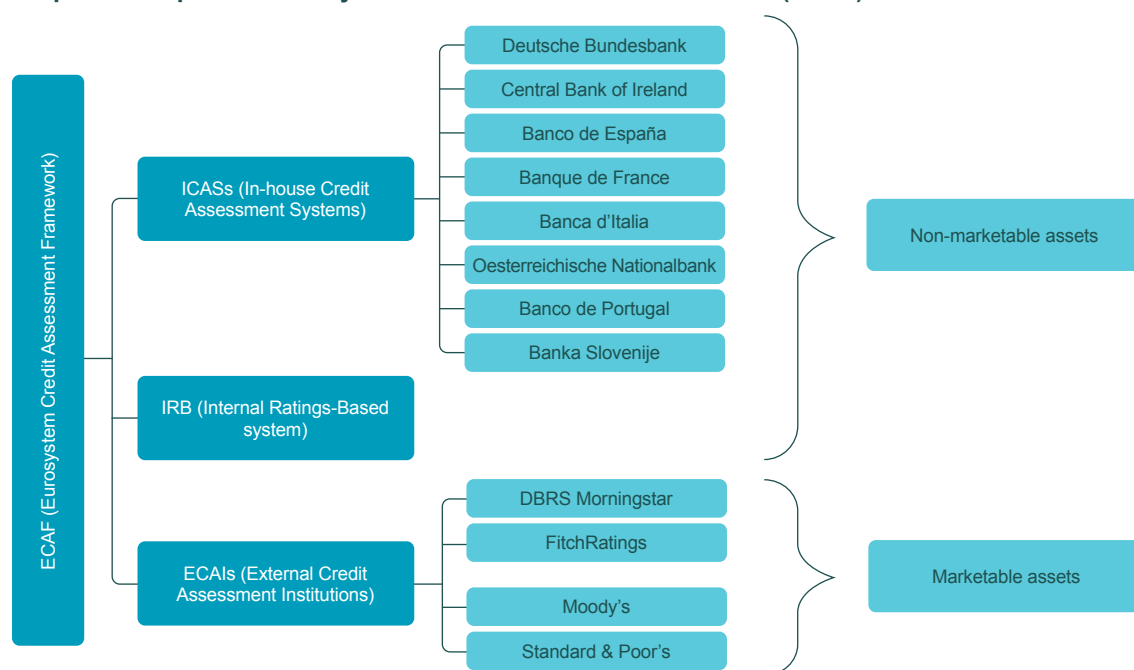 ECAF (Eurosystem Credit Assessment Framework)
ICASs (In-house Credit
Assessment Systems)
Deutsche Bundesbank
Central Bank of Ireland
Banco de España
Banque de France
Banca d’Italia
Oesterreichische Nationalbank
Banco de Portugal
Banka Slovenije
Non-marketable assets
IRB (Internal Ratings-Based
system)
ECAIs (External Credit
Assessment Institutions)
DBRS Morningstar
FitchRatings
Moody’s
Standard & Poor’s
Marketable assets